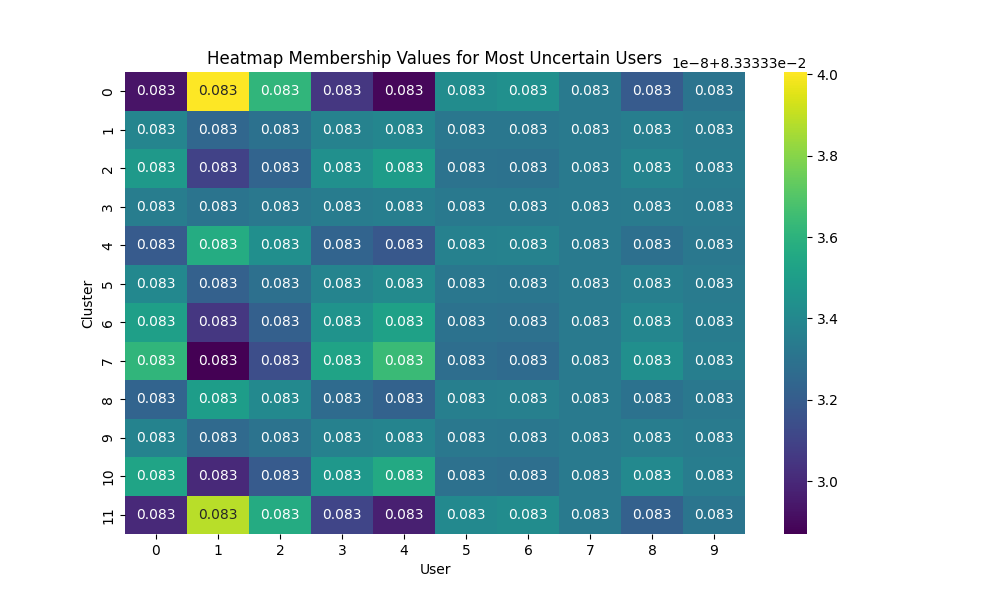 Heatmap Membership Values for Most Uncertain Users
1e−8+8.33333e−2
0 0.083 0.083 0.083 0.083 0.083 0.083 0.083 0.083 0.083 0.083 4.0
1 0.083 0.083 0.083 0.083 0.083 0.083 0.083 0.083 0.083 0.083
2 0.083 0.083 0.083 0.083 0.083 0.083 0.083 0.083 0.083 0.083 3.8
3 0.083 0.083 0.083 0.083 0.083 0.083 0.083 0.083 0.083 0.083
4 0.083 0.083 0.083 0.083 0.083 0.083 0.083 0.083 0.083 0.083 3.6
5 0.083 0.083 0.083 0.083 0.083 0.083 0.083 0.083 0.083 0.083
6 0.083 0.083 0.083 0.083 0.083 0.083 0.083 0.083 0.083 0.083 3.4
7 0.083 0.083 0.083 0.083 0.083 0.083 0.083 0.083 0.083 0.083
8 0.083 0.083 0.083 0.083 0.083 0.083 0.083 0.083 0.083 0.083 3.2
9 0.083 0.083 0.083 0.083 0.083 0.083 0.083 0.083 0.083 0.083
10 0.083 0.083 0.083 0.083 0.083 0.083 0.083 0.083 0.083 0.083 3.0
11 0.083 0.083 0.083 0.083 0.083 0.083 0.083 0.083 0.083 0.083
Cluster
0 1 2 3 4 5 6 7 8 9
User